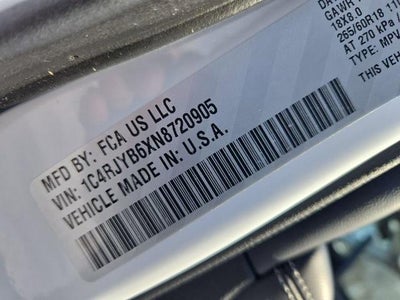 MFD. BY: FCA US LLC
VIN: 1C4RJYB6XN8720905
VEHICLE MADE IN: U.S.A.
GAWR
18X8.0
265/60R18
AT 270 kPa /
TYPE: MPV
THIS VEH